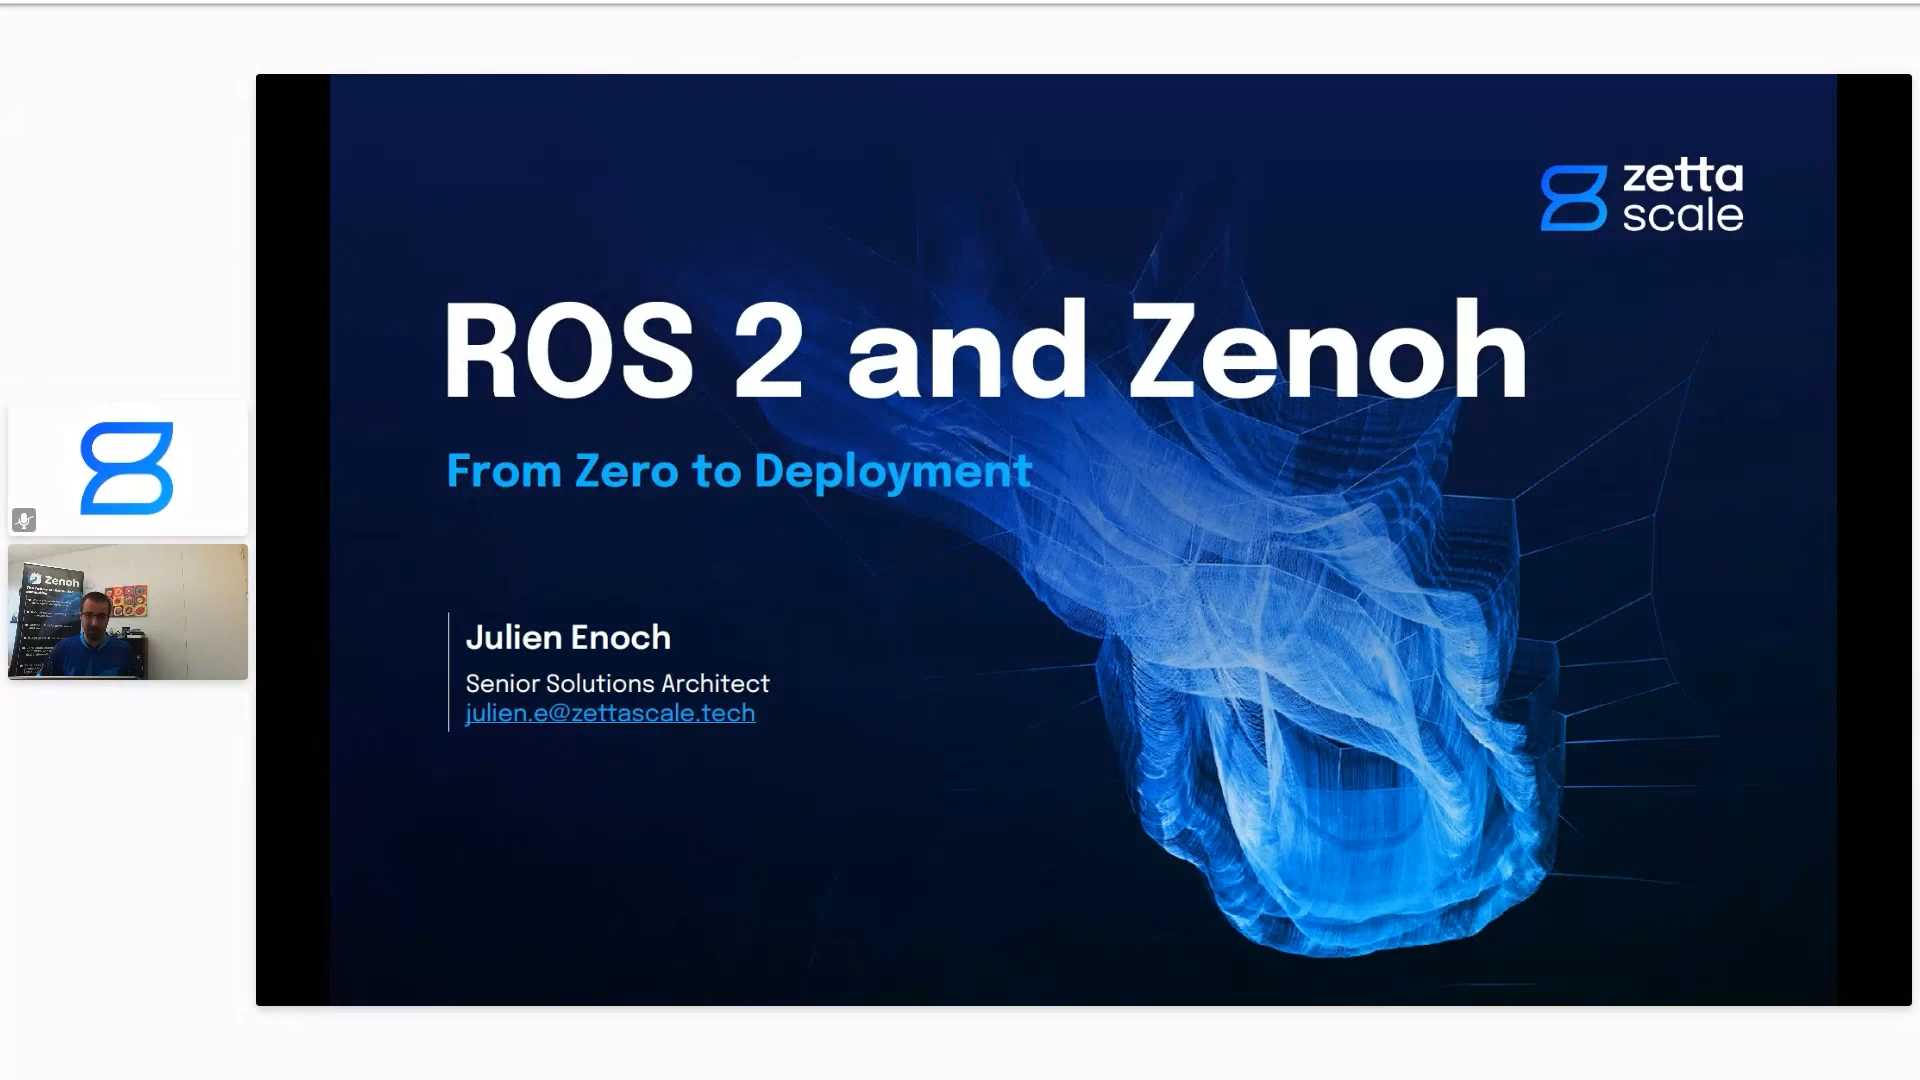 zetta
scale
ROS 2 and Zenoh
From Zero to Deployment
Julien Enoch
Senior Solutions Architect
julien.e@zettascale.tech
Zenoh